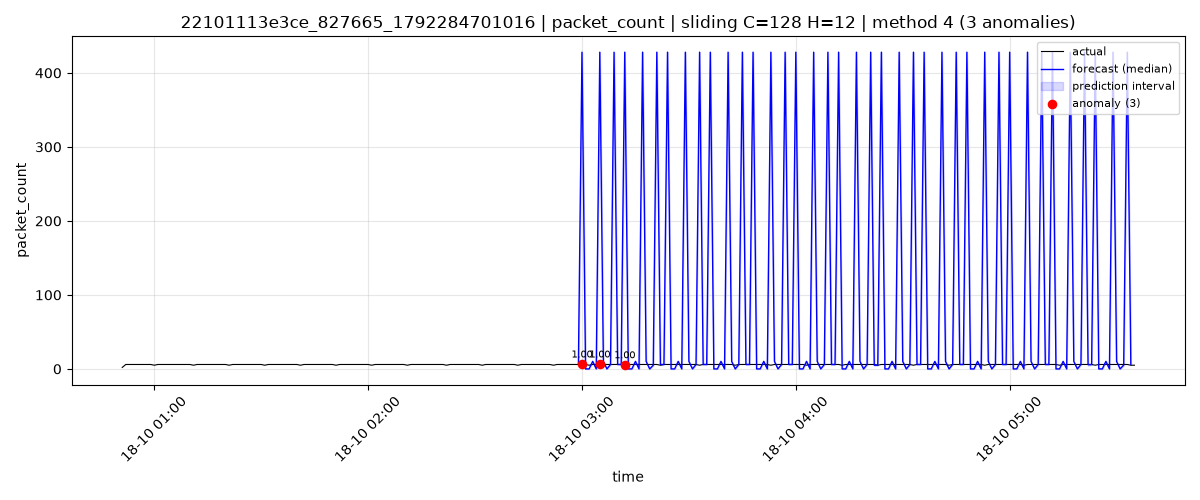 22101113e3ce_827665_1792284701016 | packet_count | sliding C=128 H=12 | method 4 (3 anomalies)
packet_count
400
300
200
100
0
actual
forecast (median)
prediction interval
anomaly (3)
1.00
1.00
1.00
18-10 01:00
18-10 02:00
18-10 03:00
18-10 04:00
18-10 05:00
time